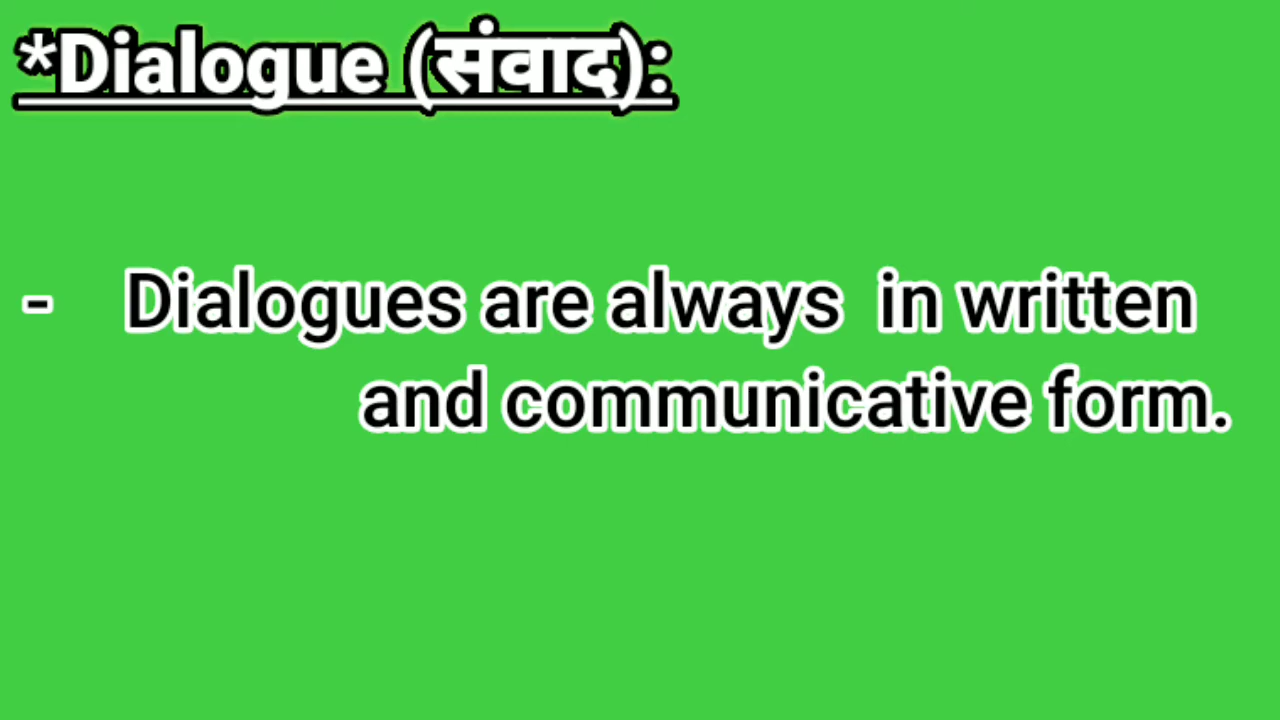 *Dialogue (संवाद):
- Dialogues are always in written
and communicative form.